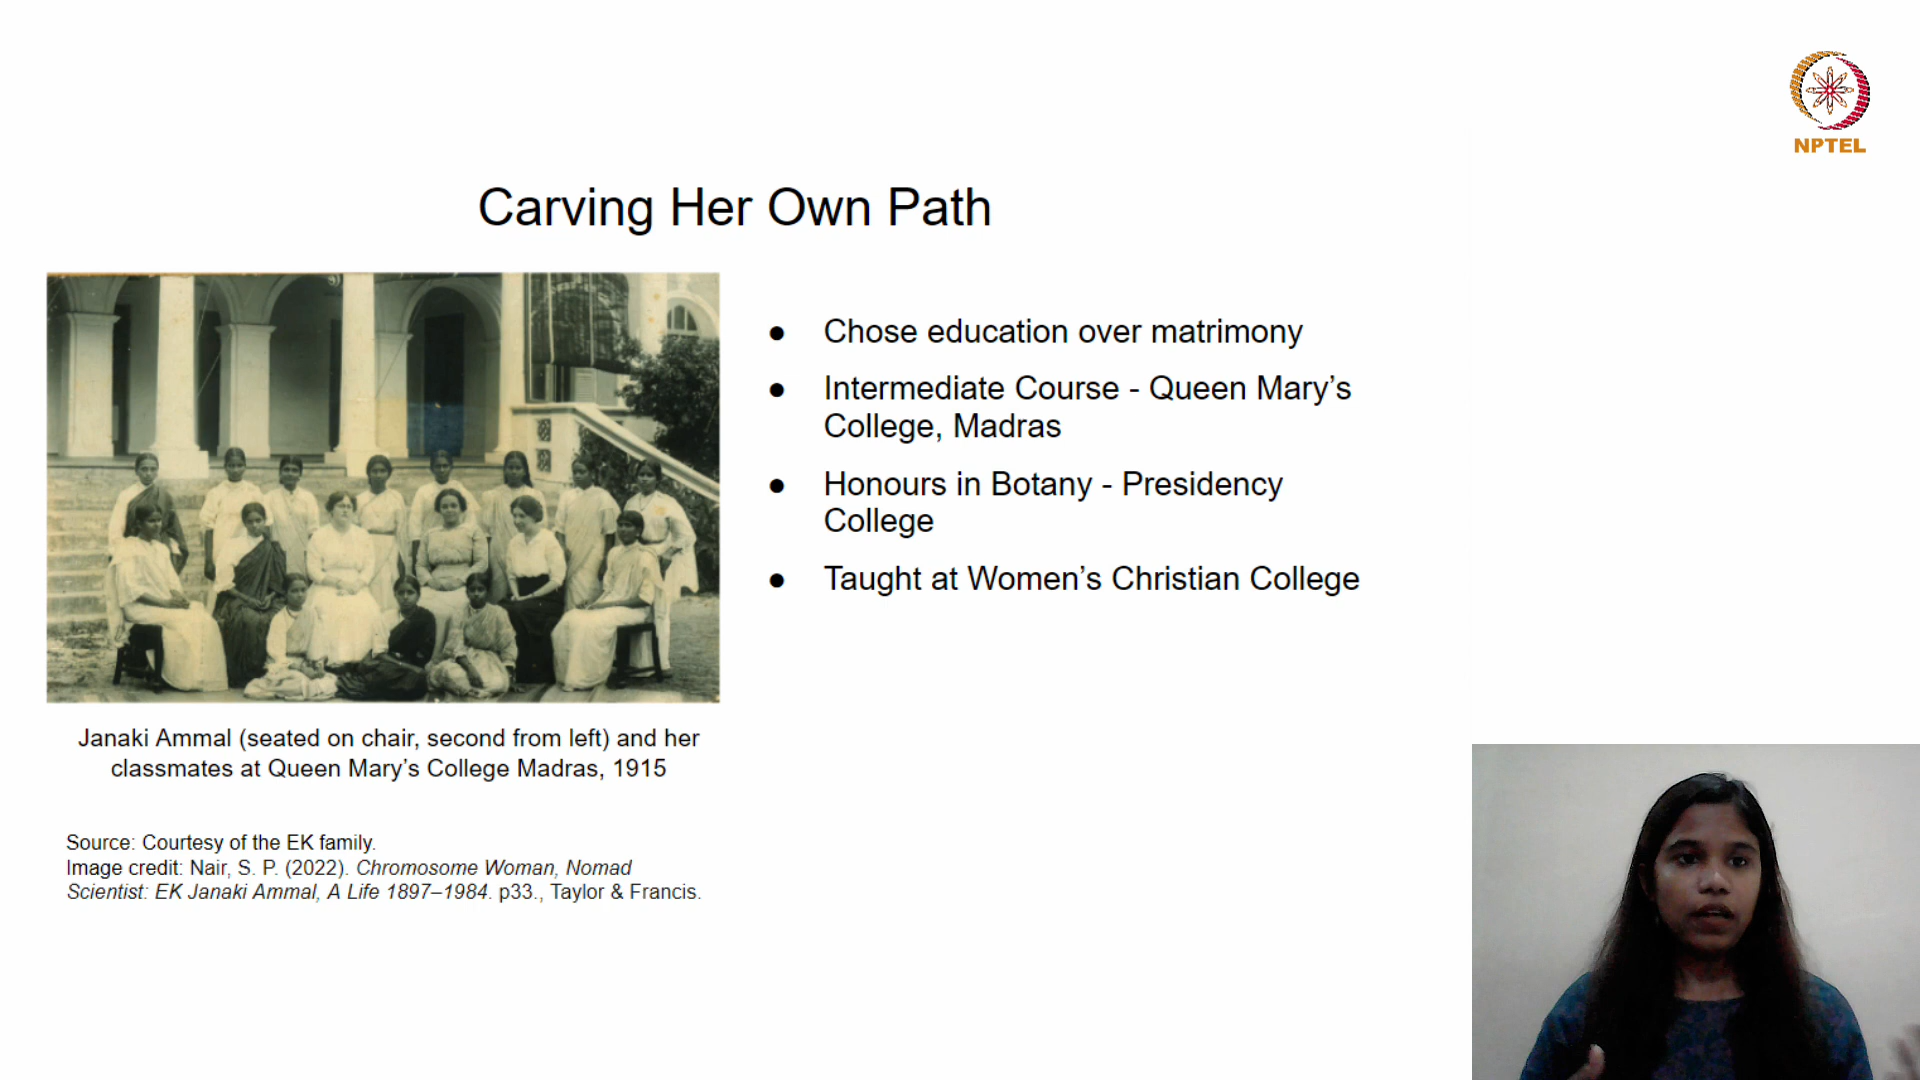 NPTEL
Carving Her Own Path
● Chose education over matrimony
● Intermediate Course - Queen Mary’s
College, Madras
● Honours in Botany - Presidency
College
● Taught at Women’s Christian College
Janaki Ammal (seated on chair, second from left) and her
classmates at Queen Mary’s College Madras, 1915
Source: Courtesy of the EK family.
Image credit: Nair, S. P. (2022). Chromosome Woman, Nomad
Scientist: EK Janaki Ammal, A Life 1897–1984. p33., Taylor & Francis.